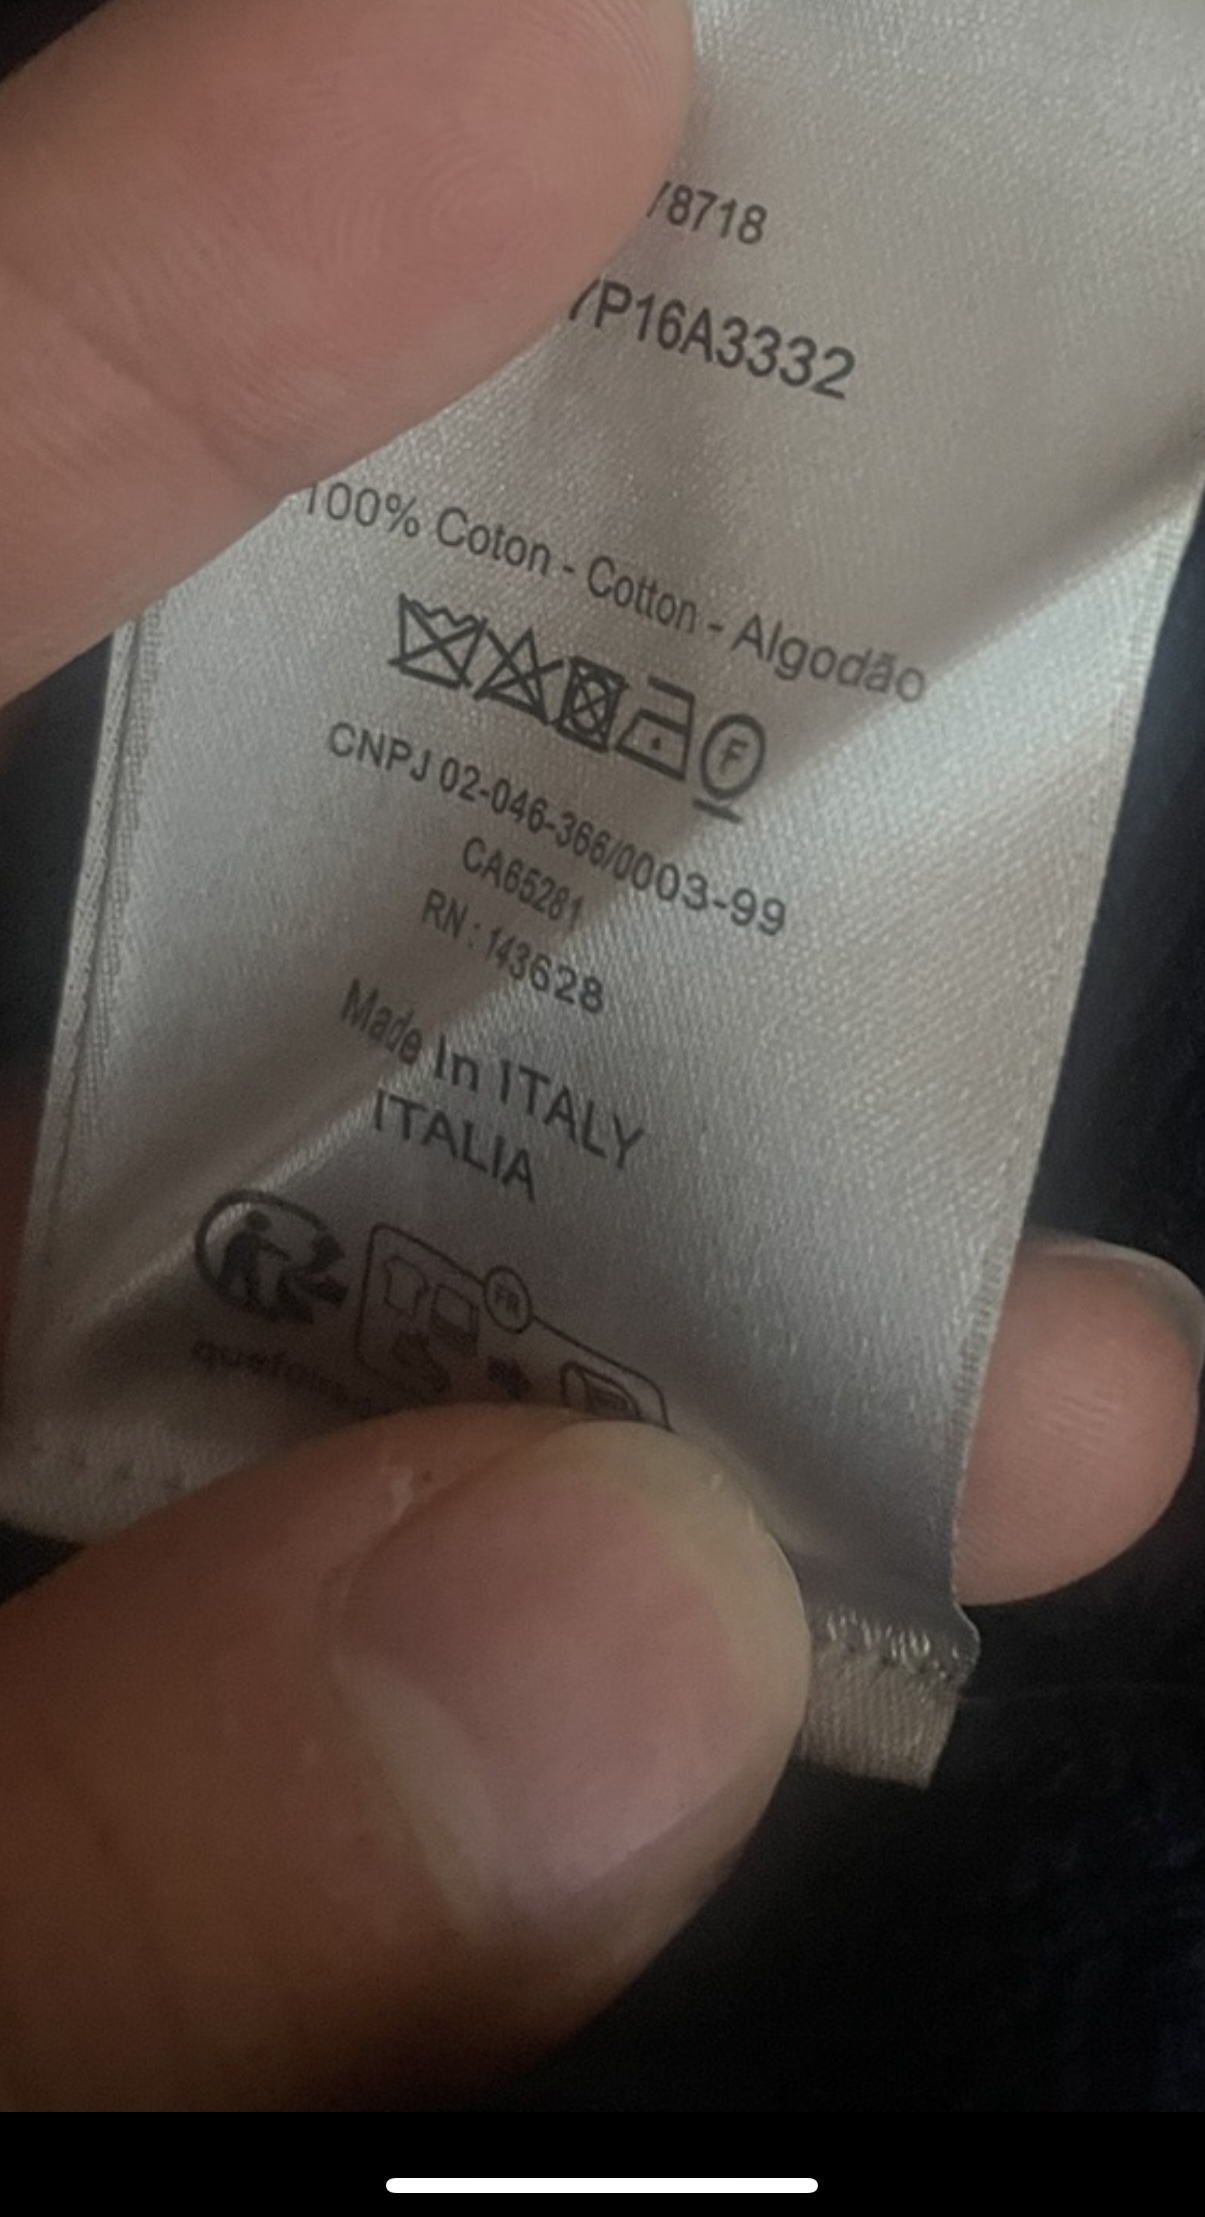 /8718
/P16A3332
100% Coton - Cotton - Algodão
F
CNPJ 02-046-366/0003-99
CA65281
RN : 143628
Made In ITALY
ITALIA
FR